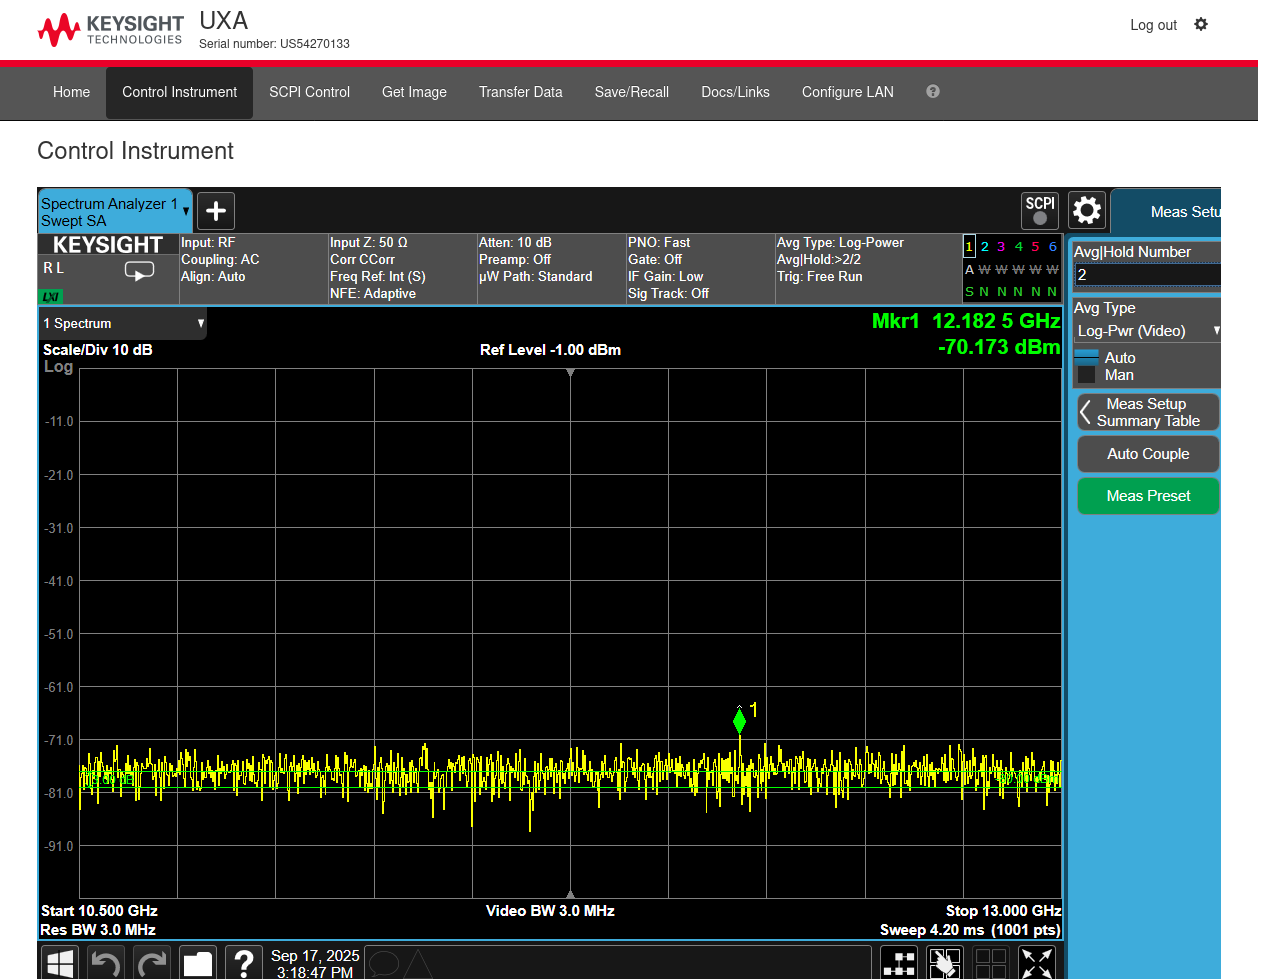 KEYSIGHT
TECHNOLOGIES
UXA
Serial number: US54270133
Log out
Home
Control Instrument
SCPI Control
Get Image
Transfer Data
Save/Recall
Docs/Links
Configure LAN
?
Control Instrument
Spectrum Analyzer 1
Swept SA
SCPI
Meas Setu
KEYSIGHT
R L
LXI
Input: RF
Coupling: AC
Align: Auto
Input Z: 50 Ω
Corr CCorr
Freq Ref: Int (S)
NFE: Adaptive
Atten: 10 dB
Preamp: Off
µW Path: Standard
PNO: Fast
Gate: Off
IF Gain: Low
Sig Track: Off
Avg Type: Log-Power
Avg|Hold:>2/2
Trig: Free Run
1 2 3 4 5 6
A W W W W W
S N N N N N
Avg|Hold Number
2
Avg Type
Log-Pwr (Video)
Auto
Man
Meas Setup
Summary Table
Auto Couple
Meas Preset
1 Spectrum
Mkr1 12.182 5 GHz
-70.173 dBm
Scale/Div 10 dB
Ref Level -1.00 dBm
Log
-11.0
-21.0
-31.0
-41.0
-51.0
-61.0
1
-71.0
-81.0
-91.0
Start 10.500 GHz
Video BW 3.0 MHz
Stop 13.000 GHz
Res BW 3.0 MHz
Sweep 4.20 ms (1001 pts)
?
Sep 17, 2025
3:18:47 PM